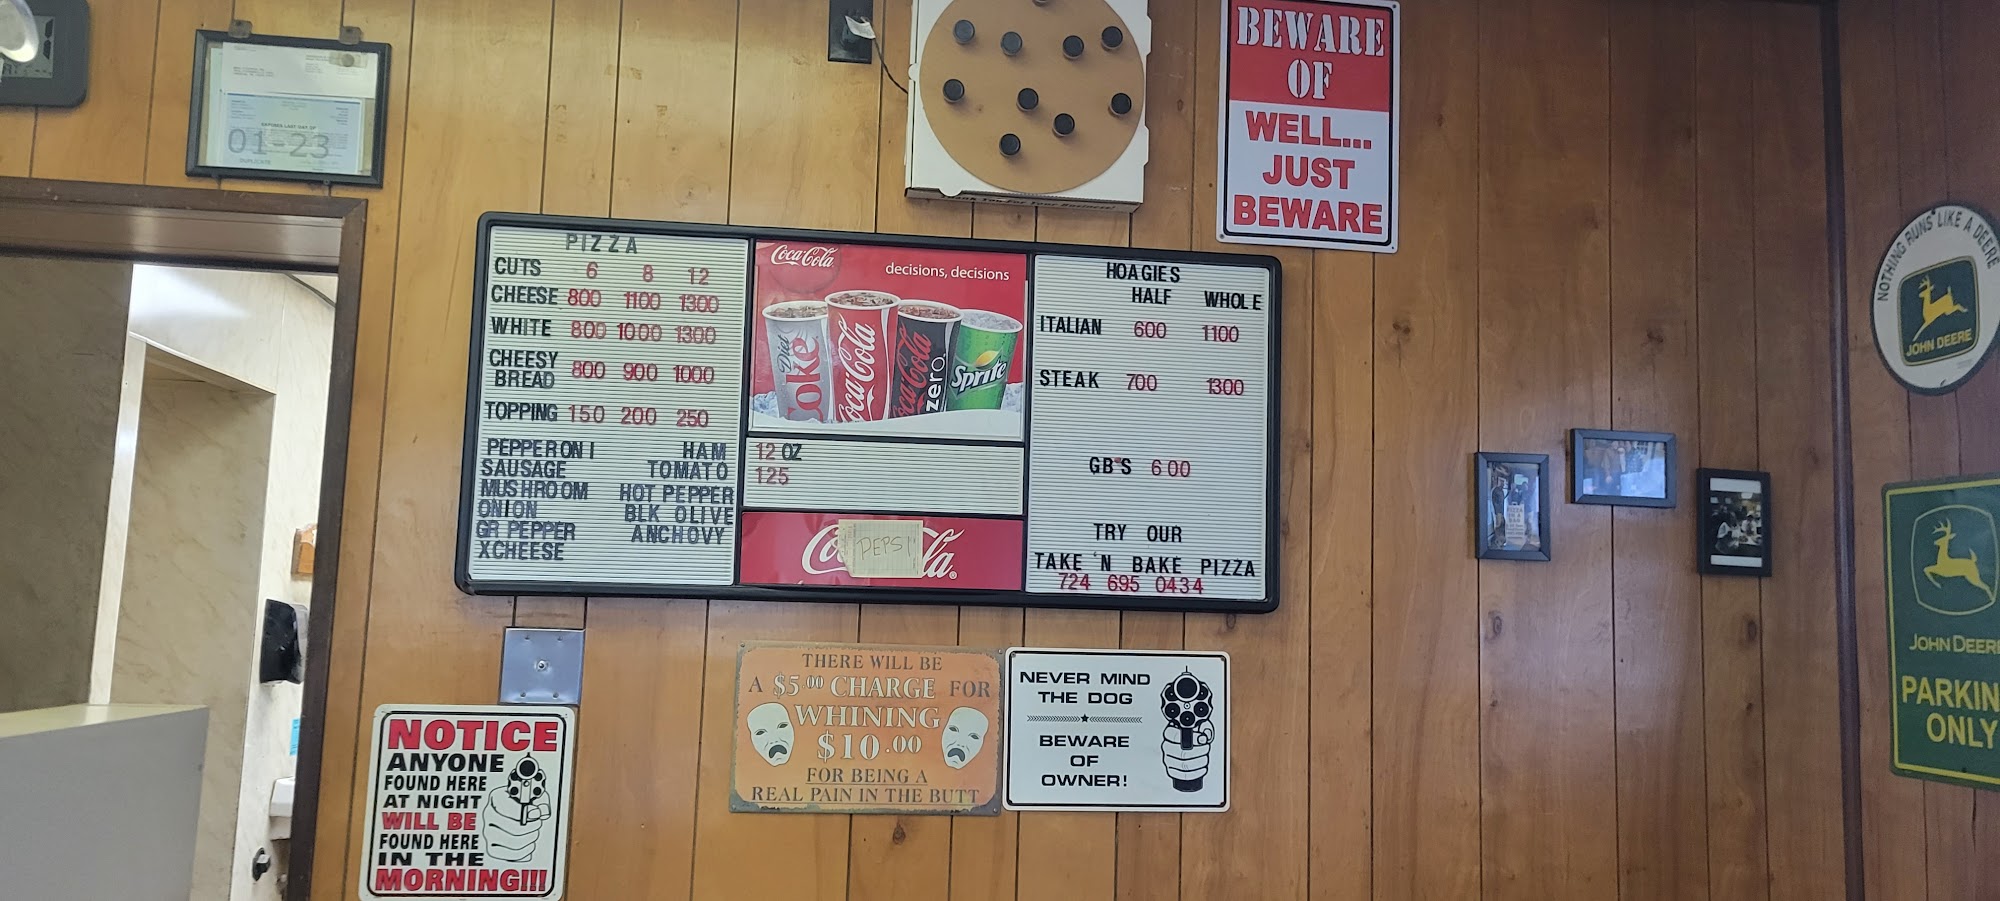 01-23
DUPLICATE
BEWARE
OF
WELL...
JUST
BEWARE
PIZZA
CUTS 6 8 12
CHEESE 800 1100 1300
WHITE 800 1000 1300
CHEESY
BREAD 800 900 1000
TOPPING 150 200 250
PEPPERONI HAM
SAUSAGE TOMATO
MUSHROOM HOT PEPPER
ONION BLK OLIVE
GR PEPPER ANCHOVY
XCHEESE
Coca-Cola
decisions, decisions
Diet Coke
Coca-Cola
Coca-Cola zero
Sprite
12 OZ
125
Coca-Cola
PEPSI
HOAGIES
HALF WHOLE
ITALIAN 600 1100
STEAK 700 1300
GB'S 600
TRY OUR
TAKE 'N BAKE PIZZA
724 695 0434
NOTHING RUNS LIKE A DEERE
JOHN DEERE
JOHN DEERE
PARKIN
ONLY
NOTICE
ANYONE
FOUND HERE
AT NIGHT
WILL BE
FOUND HERE
IN THE
MORNING!!!
THERE WILL BE
A $5.00 CHARGE FOR
WHINING
$10.00
FOR BEING A
REAL PAIN IN THE BUTT
NEVER MIND
THE DOG
BEWARE
OF
OWNER!